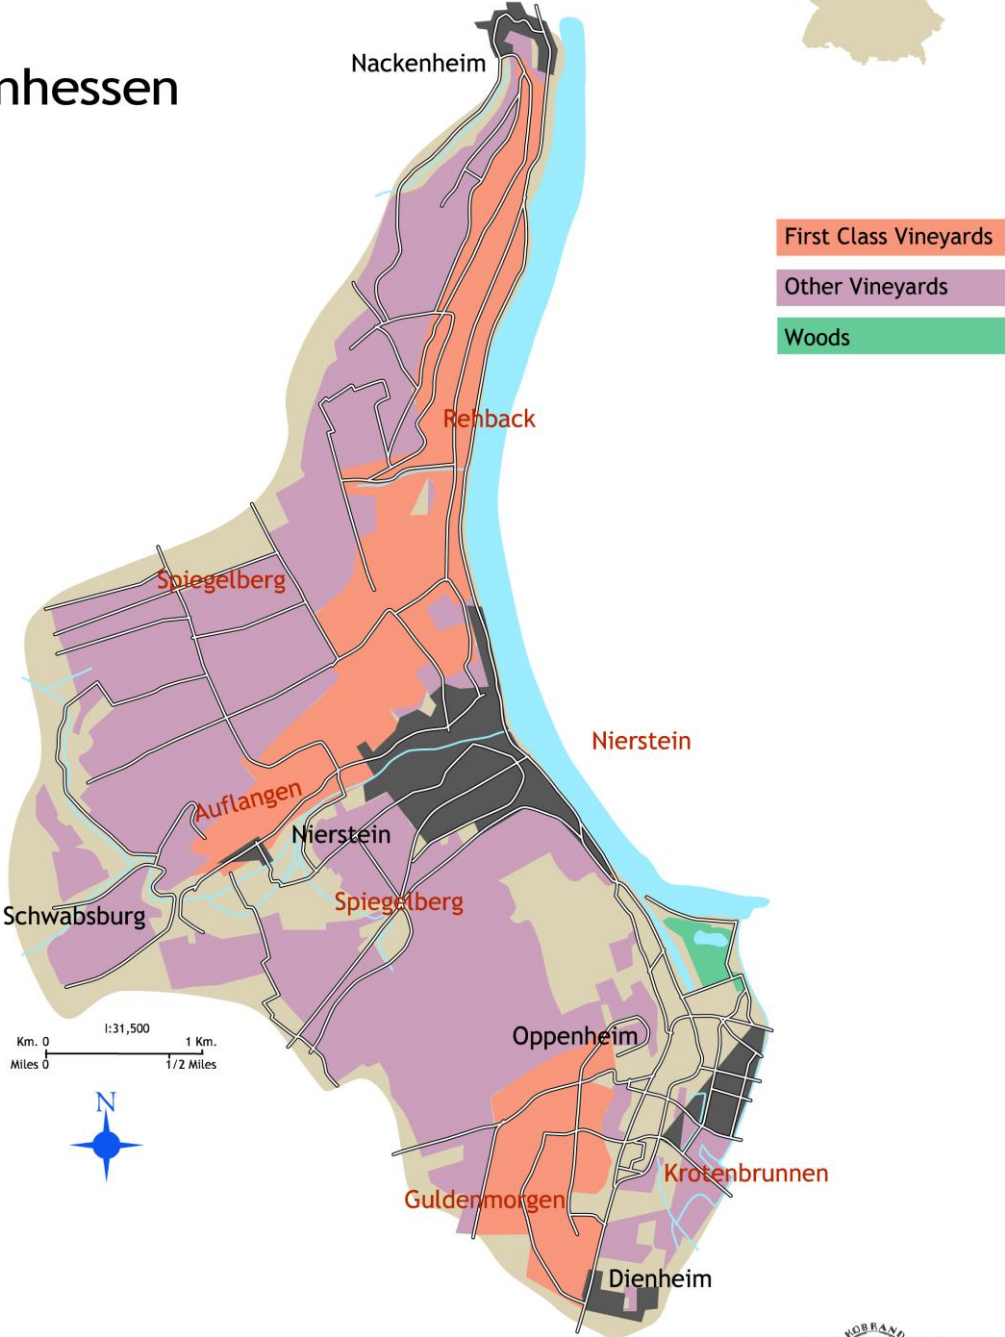 nhessen
Nackenheim
First Class Vineyards
Other Vineyards
Woods
Rehback
Spiegelberg
Nierstein
Auflangen
Nierstein
Spiegelberg
Schwabsburg
I:31,500
Km. 0 1 Km.
Miles 0 1/2 Miles
Oppenheim
N
Krotenbrunnen
Guldenmorgen
Dienheim
KOBRAND